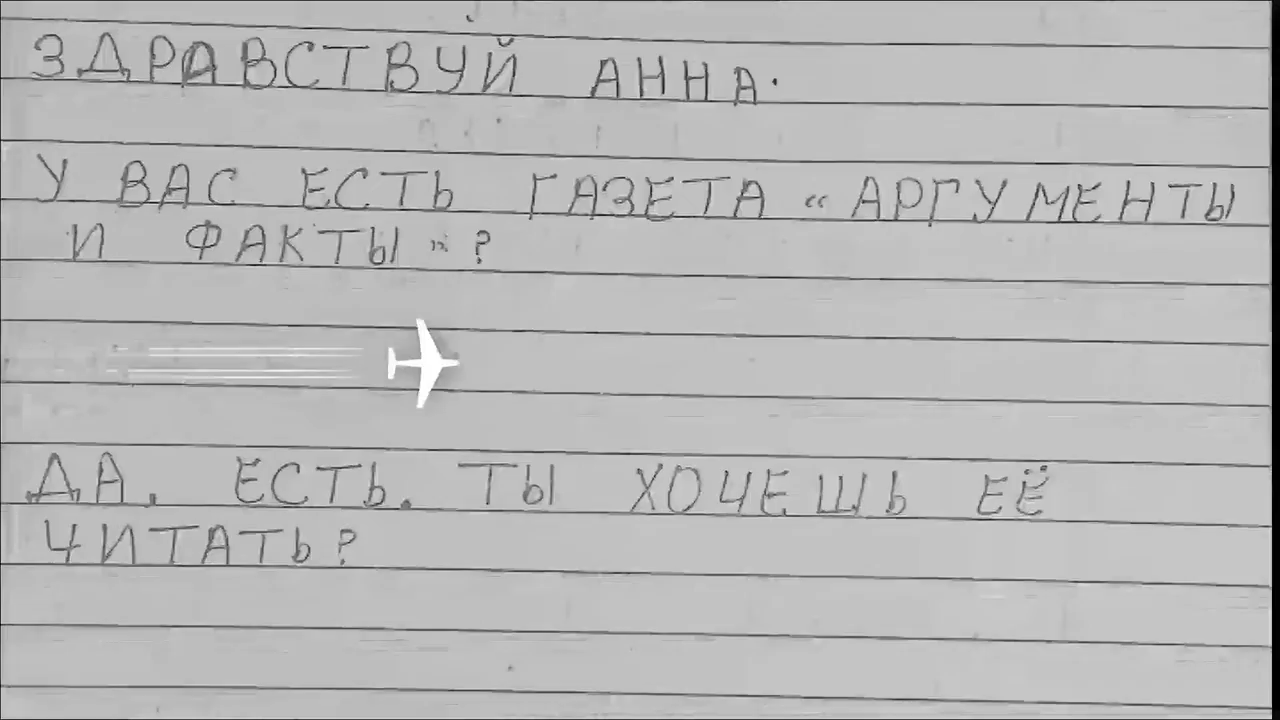 ЗДРАВСТВУЙ АННА.
У ВАС ЕСТЬ ГАЗЕТА « АРГУМЕНТЫ
И ФАКТЫ » ?
ДА. ЕСТЬ. ТЫ ХОЧЕШЬ ЕЁ
ЧИТАТЬ?